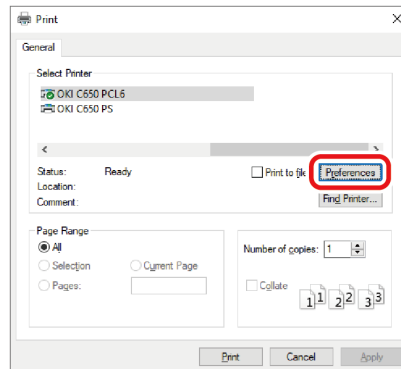 Print
General
Select Printer
OKI C650 PCL6
OKI C650 PS
Status: Ready
Print to file
Preferences
Location:
Comment:
Find Printer...
Page Range
All
Selection
Current Page
Pages:
Number of copies: 1
Collate
1 1 2 2 3 3
Print
Cancel
Apply